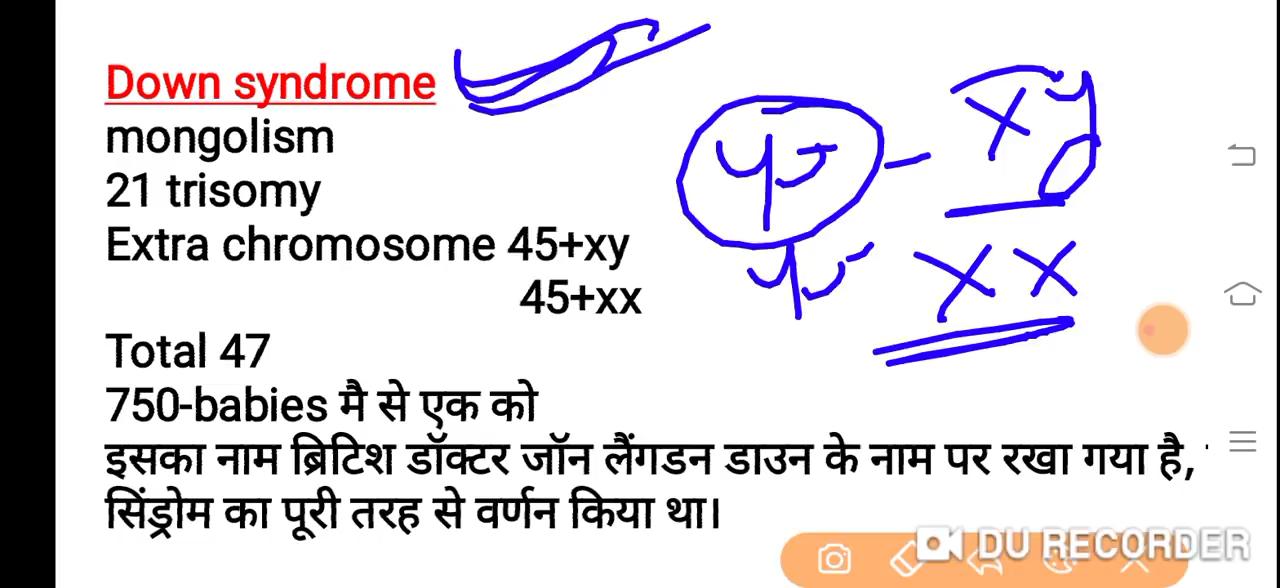 Down syndrome
mongolism
21 trisomy
Extra chromosome 45+xy
45+xx
Total 47
750-babies मै से एक को
इसका नाम ब्रिटिश डॉक्टर जॉन लैंगडन डाउन के नाम पर रखा गया है,
सिंड्रोम का पूरी तरह से वर्णन किया था।
45 - xy
45 - XX
DU RECORDER